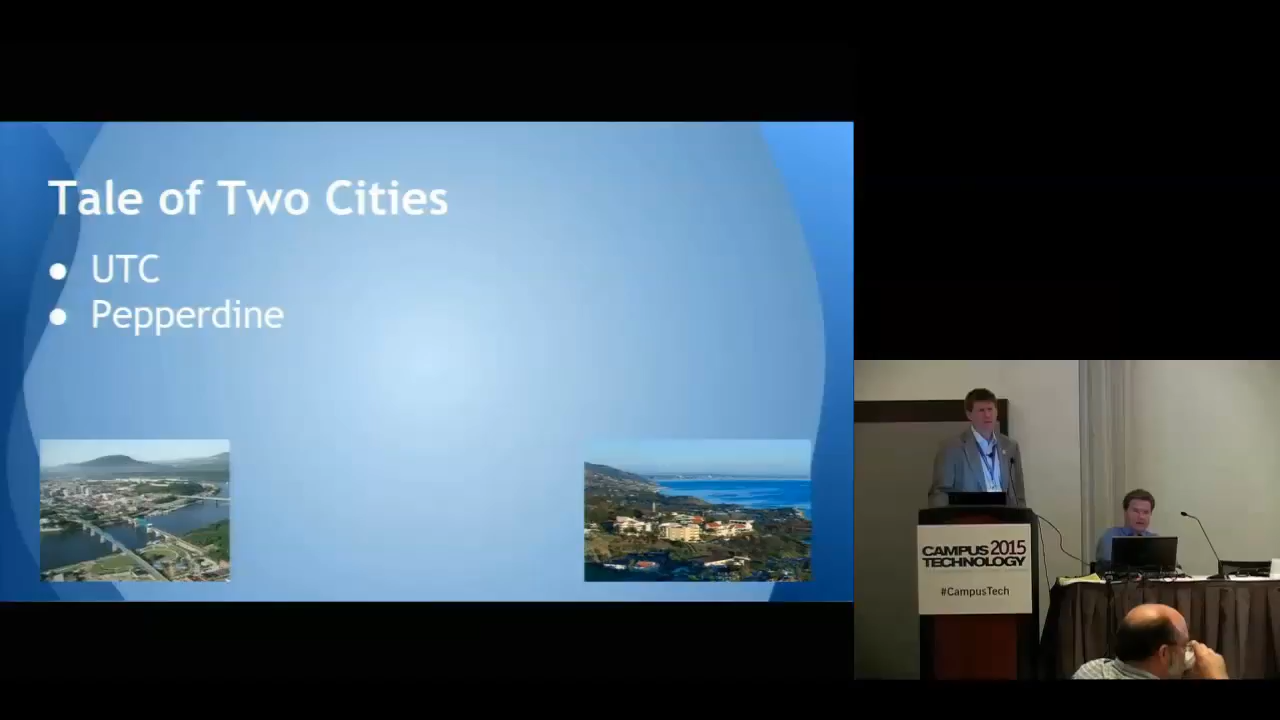 Tale of Two Cities
● UTC
● Pepperdine
CAMPUS 2015
TECHNOLOGY
#CampusTech